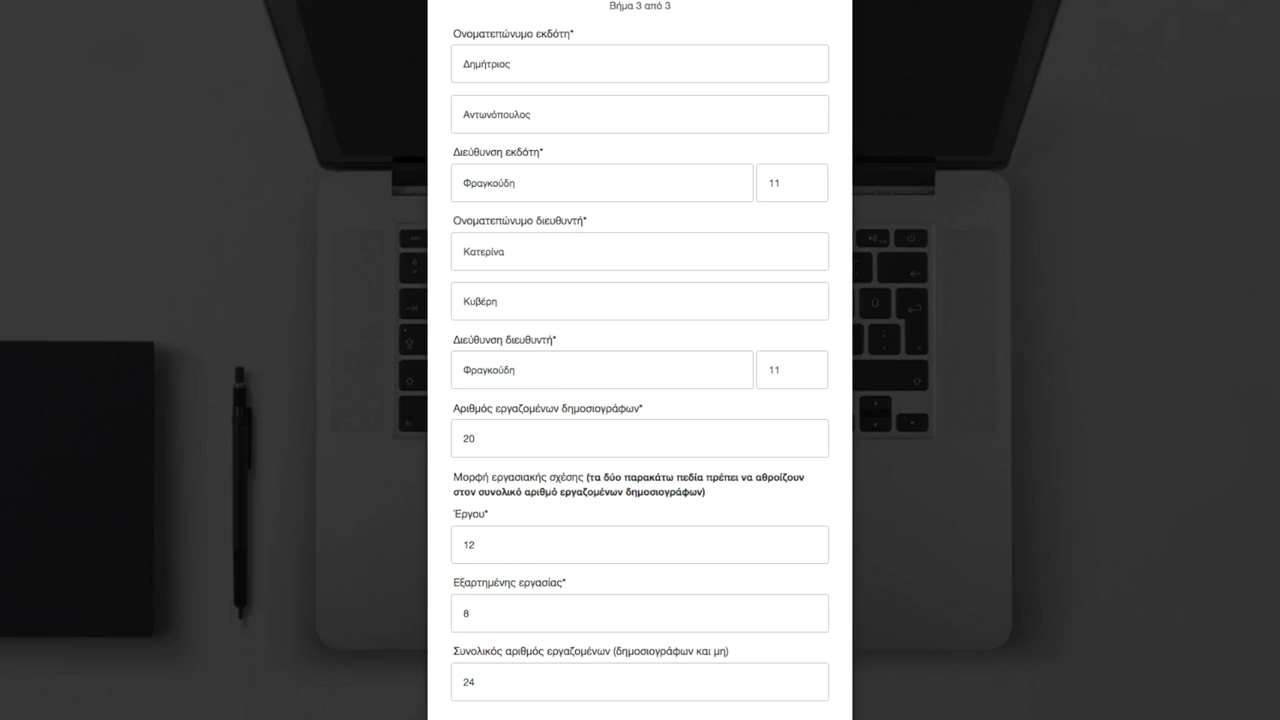 Βήμα 3 από 3
Ονοματεπώνυμο εκδότη*
Δημήτριος
Αντωνόπουλος
Διεύθυνση εκδότη*
Φραγκούδη 11
Ονοματεπώνυμο διευθυντή*
Κατερίνα
Κυβέρη
Διεύθυνση διευθυντή*
Φραγκούδη 11
Αριθμός εργαζομένων δημοσιογράφων*
20
Μορφή εργασιακής σχέσης (τα δύο παρακάτω πεδία πρέπει να αθροίζουν
στον συνολικό αριθμό εργαζομένων δημοσιογράφων)
Έργου*
12
Εξαρτημένης εργασίας*
8
Συνολικός αριθμός εργαζομένων (δημοσιογράφων και μη)
24